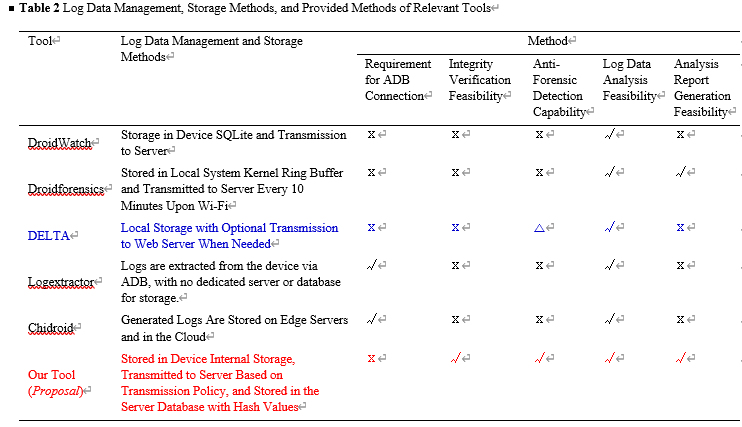 Table 2 Log Data Management, Storage Methods, and Provided Methods of Relevant Tools↵
Tool↵
Log Data Management and Storage
Methods↵
Method↵
Requirement
for ADB
Connection↵
Integrity
Verification
Feasibility↵
Anti-
Forensic
Detection
Capability↵
Log Data
Analysis
Feasibility↵
Analysis
Report
Generation
Feasibility↵
DroidWatch↵
Storage in Device SQLite and Transmission
to Server↵
X↵ X↵ X↵ √↵ X↵
Droidforensics↵
Stored in Local System Kernel Ring Buffer
and Transmitted to Server Every 10
Minutes Upon Wi-Fi↵
X↵ X↵ X↵ √↵ √↵
DELTA↵
Local Storage with Optional Transmission
to Web Server When Needed↵
X↵ X↵ △↵ √↵ X↵
Logextractor↵
Logs are extracted from the device via
ADB, with no dedicated server or database
for storage.↵
√↵ X↵ X↵ √↵ X↵
Chidroid↵
Generated Logs Are Stored on Edge Servers
and in the Cloud↵
√↵ X↵ X↵ √↵ X↵
Our Tool
(Proposal)↵
Stored in Device Internal Storage,
Transmitted to Server Based on
Transmission Policy, and Stored in the
Server Database with Hash Values↵
X↵ √↵ √↵ √↵ √↵